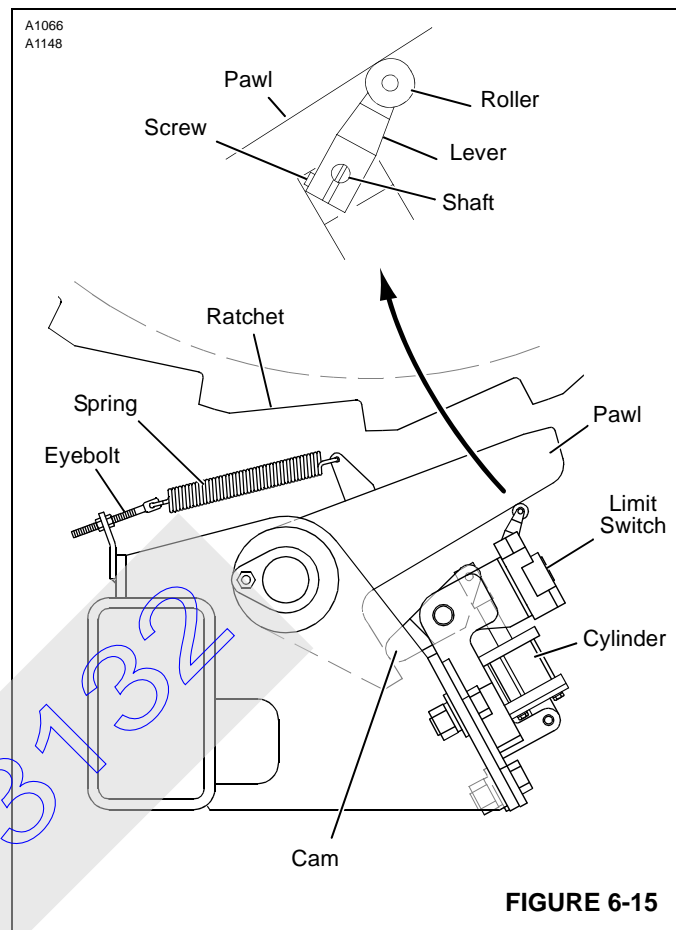 A1066
A1148
Pawl
Roller
Screw
Lever
Shaft
Ratchet
Spring
Pawl
Eyebolt
Limit
Switch
Cylinder
3132
Cam
FIGURE 6-15